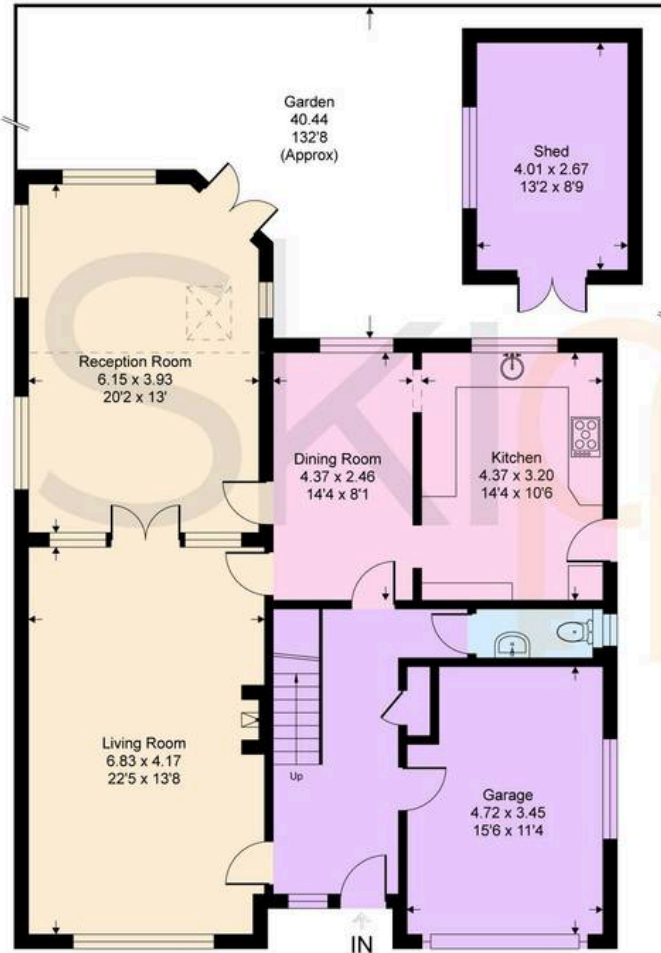 Garden
40.44
132'8
(Approx)
Shed
4.01 x 2.67
13'2 x 8'9
Reception Room
6.15 x 3.93
20'2 x 13'
Dining Room
4.37 x 2.46
14'4 x 8'1
Kitchen
4.37 x 3.20
14'4 x 10'6
Living Room
6.83 x 4.17
22'5 x 13'8
Up
Garage
4.72 x 3.45
15'6 x 11'4
IN